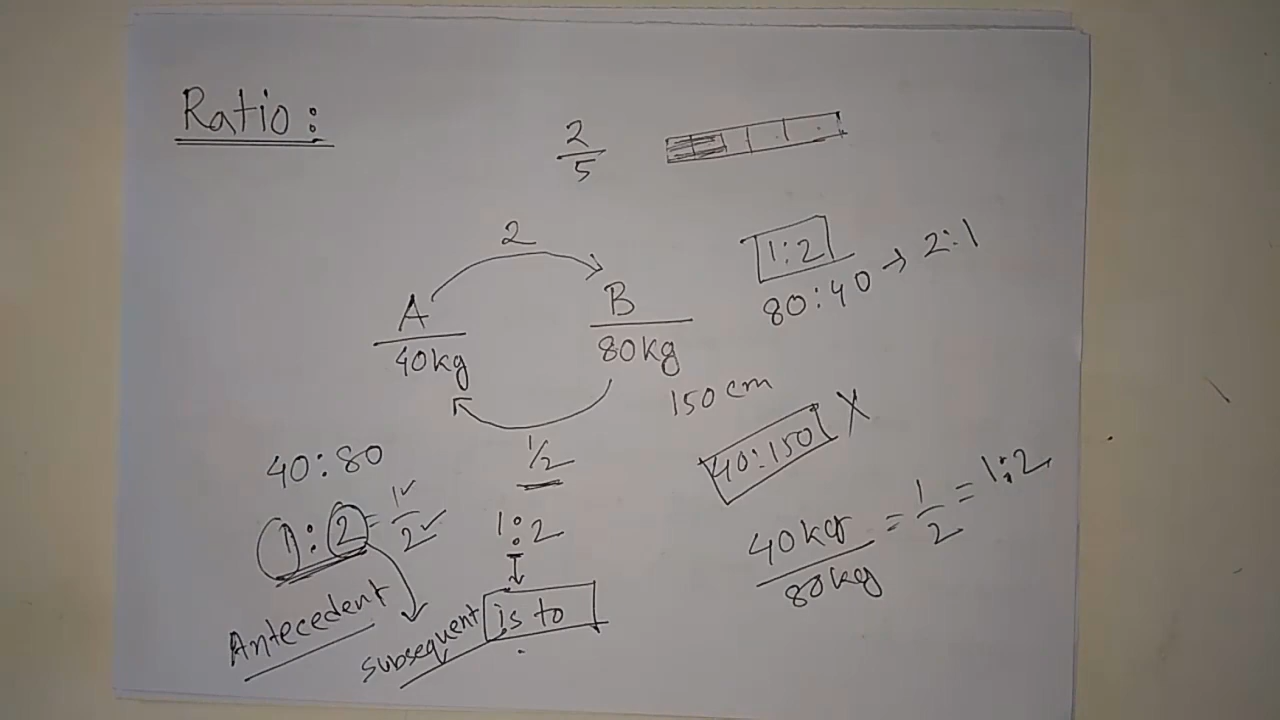 Ratio:
2/5
2
A
40kg
B
80kg
1/2
1:2
80:40 → 2:1
150 cm
40:150 X
40:80
1:2 = 1/2
Antecedent
subsequent
1:2
is to
40kg/80kg = 1/2 = 1:2